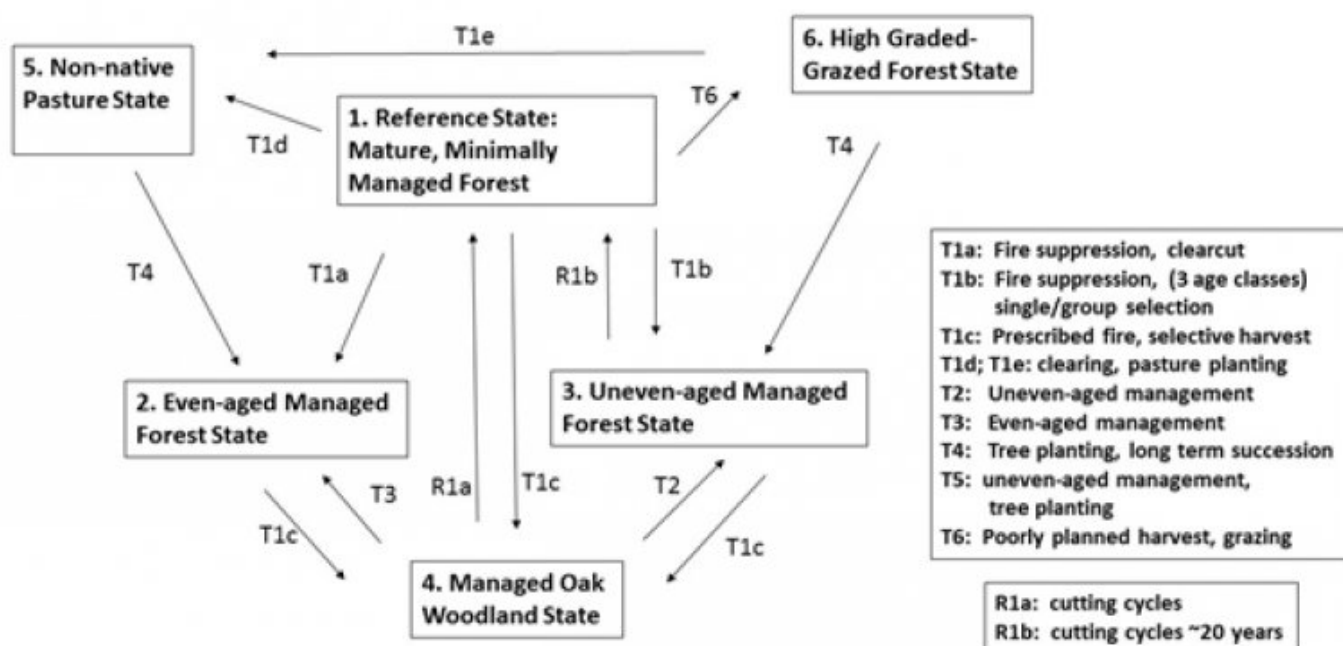 T1e
6. High Graded-
Grazed Forest State
5. Non-native
Pasture State
T6
1. Reference State:
Mature, Minimally
Managed Forest
T1d
T4
T4
T1a
R1b
T1b
T1a: Fire suppression, clearcut
T1b: Fire suppression, (3 age classes)
single/group selection
T1c: Prescribed fire, selective harvest
T1d; T1e: clearing, pasture planting
T2: Uneven-aged management
T3: Even-aged management
T4: Tree planting, long term succession
T5: uneven-aged management,
tree planting
T6: Poorly planned harvest, grazing
2. Even-aged Managed
Forest State
3. Uneven-aged Managed
Forest State
T3
R1a
T1c
T2
T1c
T1c
4. Managed Oak
Woodland State
R1a: cutting cycles
R1b: cutting cycles ~20 years